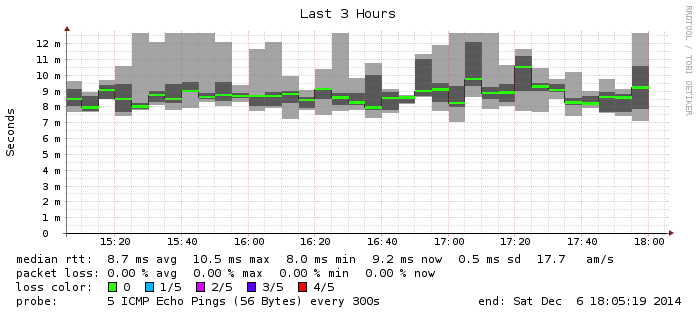 Last 3 Hours
RRDTOOL / TOBI OETIKER
Seconds
12 m
11 m
10 m
9 m
8 m
7 m
6 m
5 m
4 m
3 m
2 m
1 m
0
15:20 15:40 16:00 16:20 16:40 17:00 17:20 17:40 18:00
median rtt: 8.7 ms avg 10.5 ms max 8.0 ms min 9.2 ms now 0.5 ms sd 17.7 am/s
packet loss: 0.00 % avg 0.00 % max 0.00 % min 0.00 % now
loss color: 0 1/5 2/5 3/5 4/5
probe: 5 ICMP Echo Pings (56 Bytes) every 300s end: Sat Dec 6 18:05:19 2014